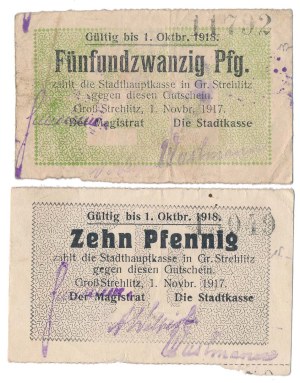 11792
Gültig bis 1. Oktbr. 1918.
Fünfundzwanzig Pfg.
zahlt die Stadthauptkasse in Gr. Strehlitz
gegen diesen Gutschein.
Groß Strehlitz, 1. Novbr. 1917.
Der Magistrat Die Stadtkasse
Gültig bis 1. Oktbr. 1918.
Zehn Pfennig
zahlt die Stadthauptkasse in Gr. Strehlitz
gegen diesen Gutschein.
Groß Strehlitz, 1. Novbr. 1917.
Der Magistrat Die Stadtkasse